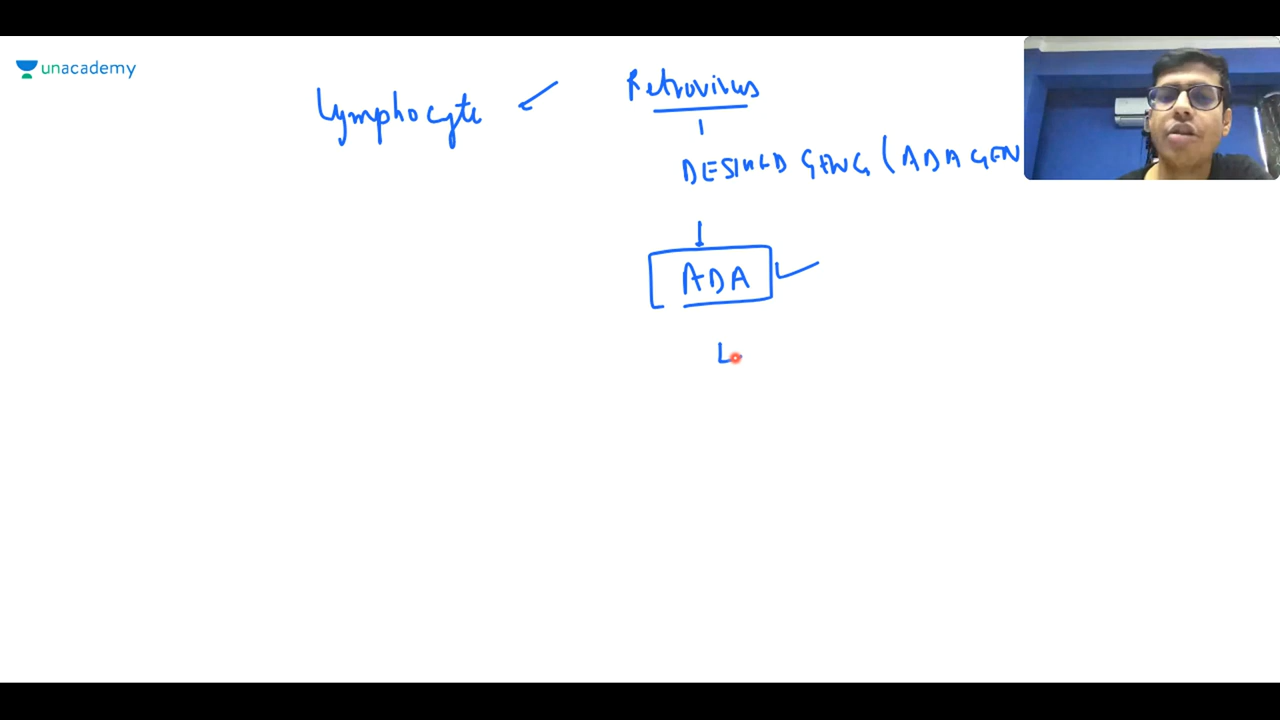 unacademy
Lymphocyte
Retrovirus
DESIRED GENE (ADA GEN
ADA
L